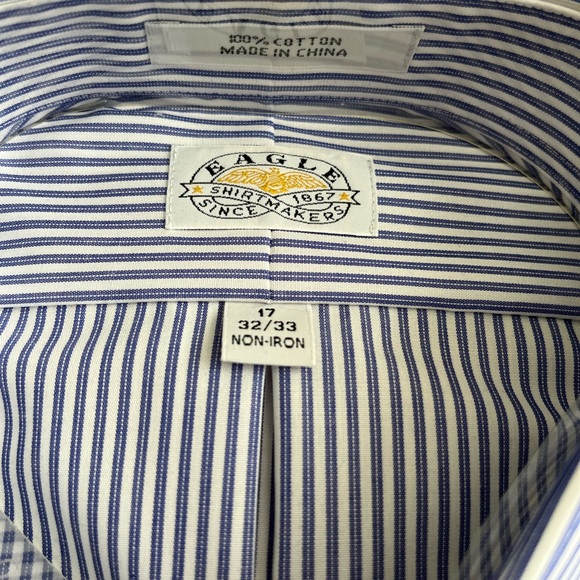 100% COTTON
MADE IN CHINA
EAGLE
SHIRTMAKERS
SINCE 1867
17
32/33
NON-IRON